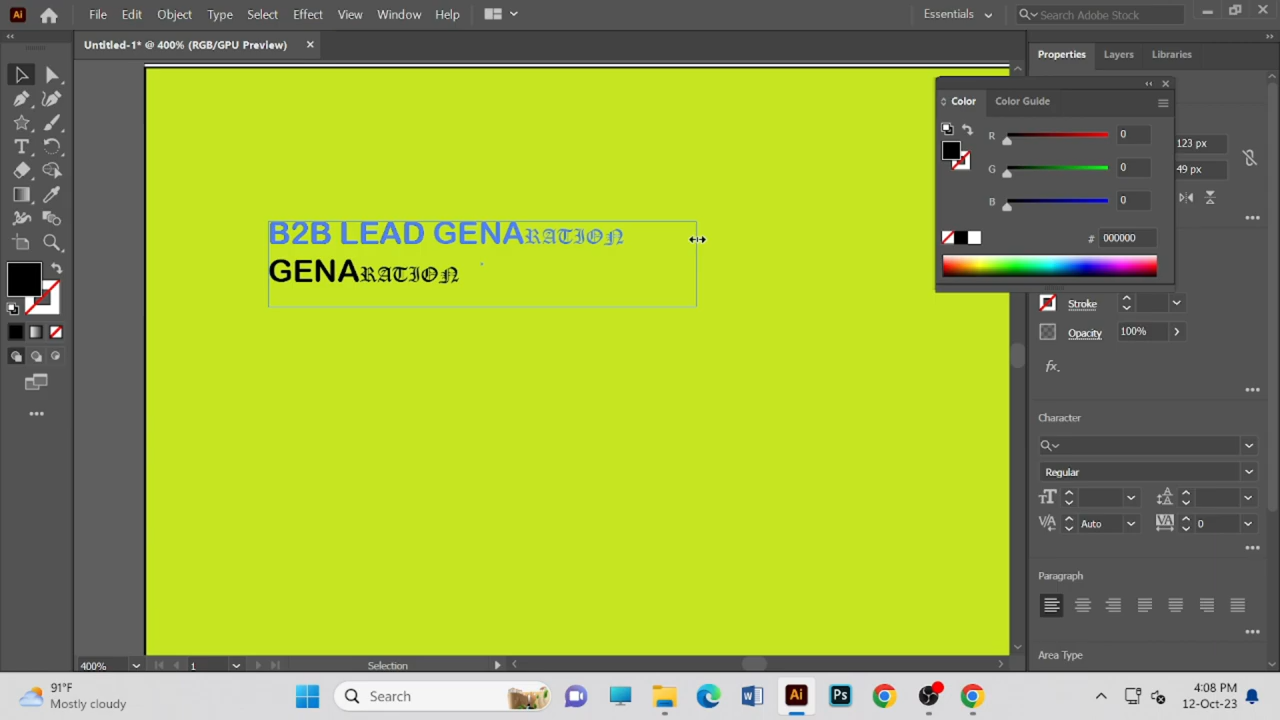 Ai File Edit Object Type Select Effect View Window Help Essentials Search Adobe Stock
Untitled-1* @ 400% (RGB/GPU Preview)
Properties Layers Libraries
Color Color Guide
R 0
123 px
G 0
49 px
B 0
# 000000
B2B LEAD GENARATION
GENARATION
Stroke
Opacity 100%
fx.
Character
Regular
Auto 0
Paragraph
Area Type
400% 1 Selection
91°F
Mostly cloudy
Search
Ai Ps
4:08 PM
12-Oct-23